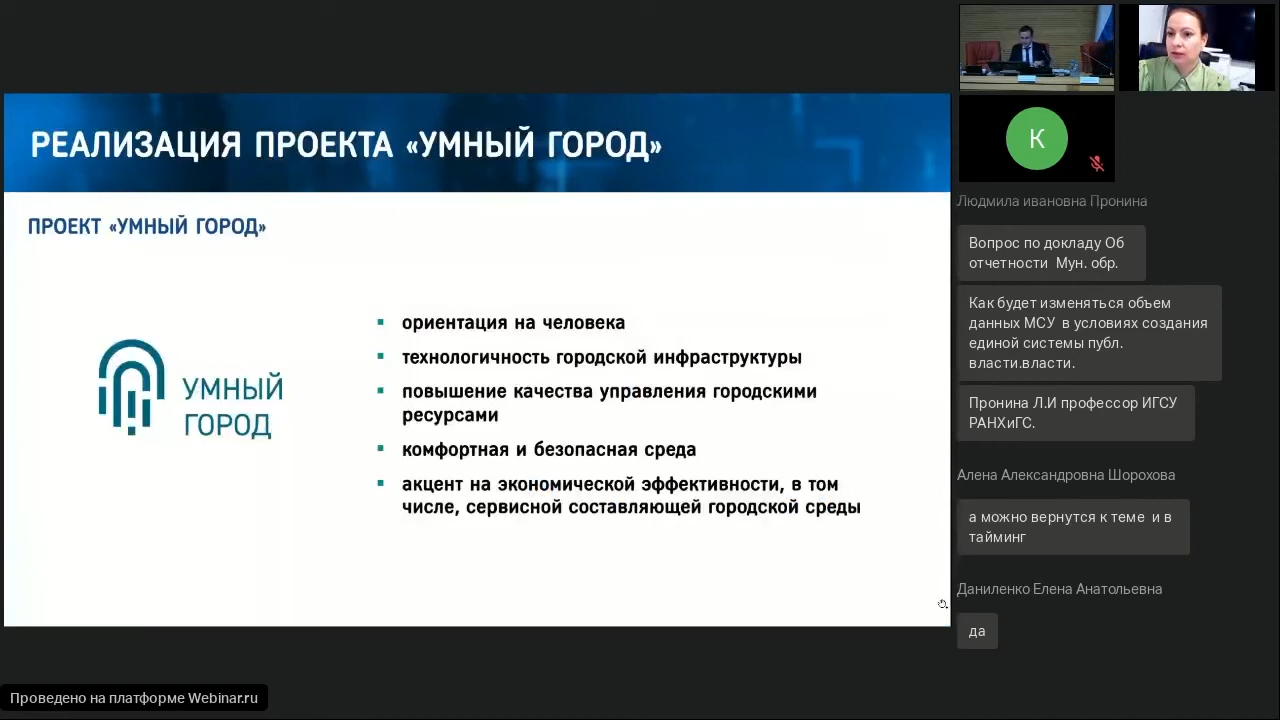 РЕАЛИЗАЦИЯ ПРОЕКТА «УМНЫЙ ГОРОД»
ПРОЕКТ «УМНЫЙ ГОРОД»
УМНЫЙ
ГОРОД
ориентация на человека
технологичность городской инфраструктуры
повышение качества управления городскими
ресурсами
комфортная и безопасная среда
акцент на экономической эффективности, в том
числе, сервисной составляющей городской среды
К
Людмила ивановна Пронина
Вопрос по докладу Об
отчетности Мун. обр.
Как будет изменяться объем
данных МСУ в условиях создания
единой системы публ.
власти.власти.
Пронина Л.И профессор ИГСУ
РАНХиГС.
Алена Александровна Шорохова
а можно вернутся к теме и в
тайминг
Даниленко Елена Анатольевна
да
Проведено на платформе Webinar.ru